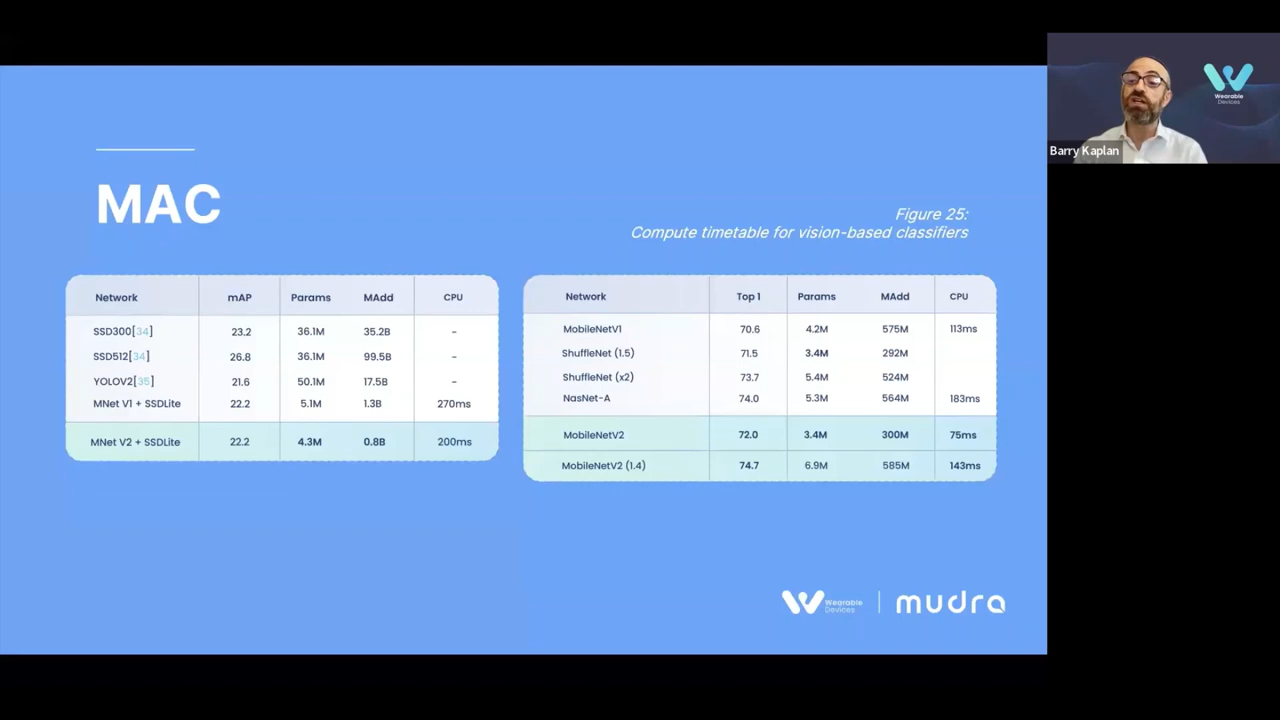 MAC
Figure 25:
Compute timetable for vision-based classifiers
Network mAP Params MAdd CPU
SSD300[34] 23.2 36.1M 35.2B -
SSD512[34] 26.8 36.1M 99.5B -
YOLOV2[35] 21.6 50.1M 17.5B -
MNet V1 + SSDLite 22.2 5.1M 1.3B 270ms
MNet V2 + SSDLite 22.2 4.3M 0.8B 200ms
Network Top 1 Params MAdd CPU
MobileNetV1 70.6 4.2M 575M 113ms
ShuffleNet (1.5) 71.5 3.4M 292M
ShuffleNet (x2) 73.7 5.4M 524M
NasNet-A 74.0 5.3M 564M 183ms
MobileNetV2 72.0 3.4M 300M 75ms
MobileNetV2 (1.4) 74.7 6.9M 585M 143ms
Wearable
Devices
mudra
Wearable
Devices
Barry Kaplan